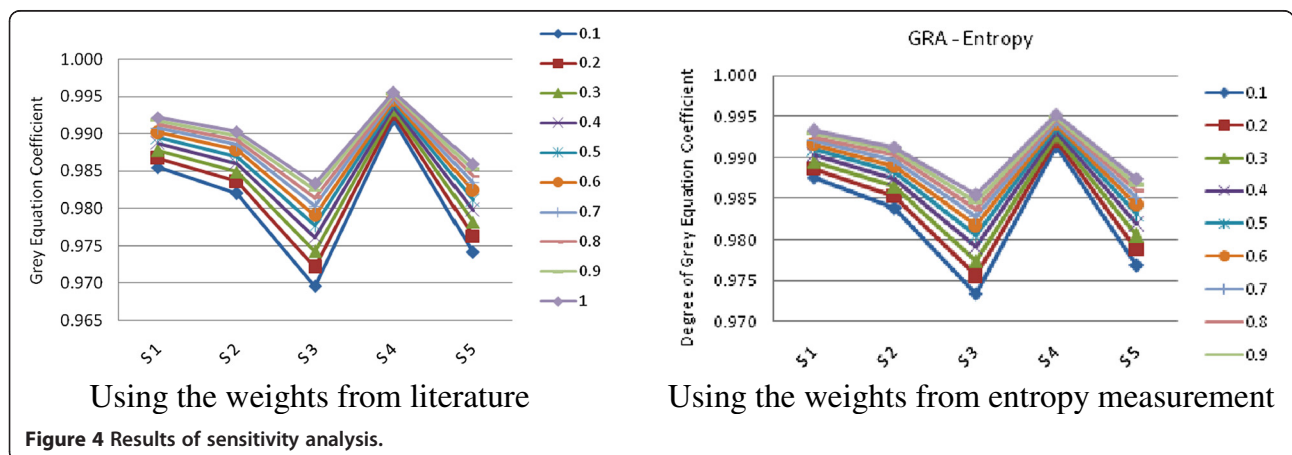 Grey Equation Coefficient
1.000
0.995
0.990
0.985
0.980
0.975
0.970
0.965
S1
S2
S3
S4
S5
0.1
0.2
0.3
0.4
0.5
0.6
0.7
0.8
0.9
1
Using the weights from literature
GRA - Entropy
Degree of Grey Equation Coefficient
1.000
0.995
0.990
0.985
0.980
0.975
0.970
S1
S2
S3
S4
S5
0.1
0.2
0.3
0.4
0.5
0.6
0.7
0.8
0.9
Using the weights from entropy measurement
Figure 4 Results of sensitivity analysis.